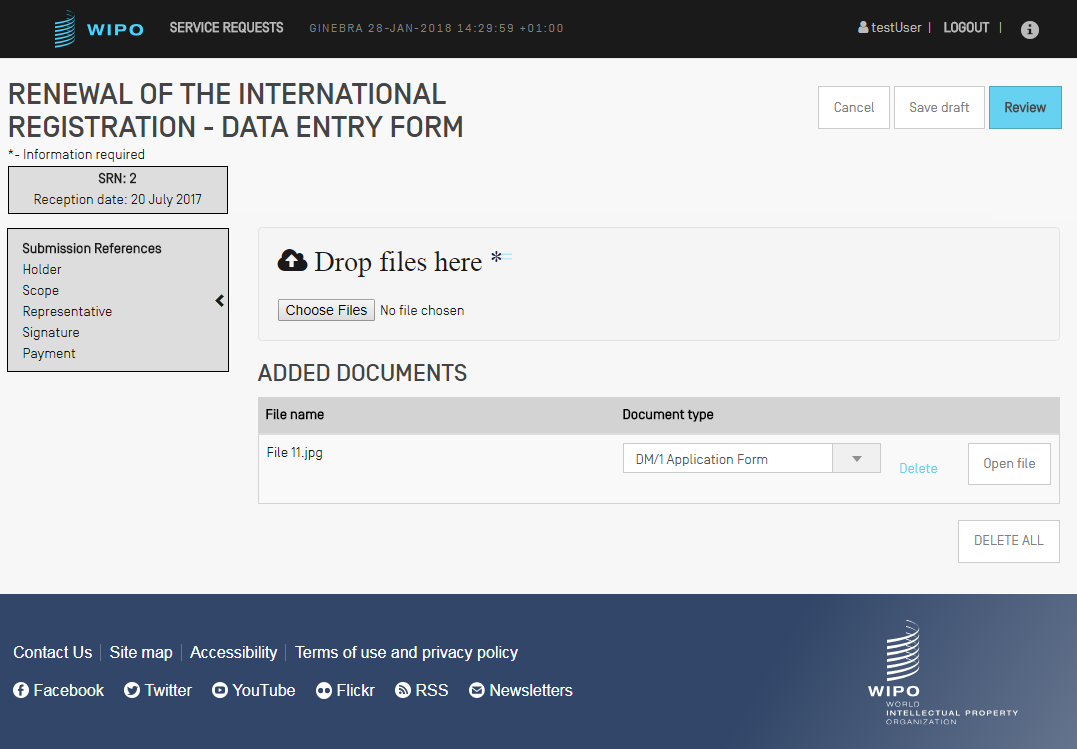 WIPO SERVICE REQUESTS GINEBRA 28-JAN-2018 14:29:59 +01:00 testUser | LOGOUT |
RENEWAL OF THE INTERNATIONAL
REGISTRATION - DATA ENTRY FORM
Cancel Save draft Review
*- Information required
SRN: 2
Reception date: 20 July 2017
Submission References
Holder
Scope
Representative
Signature
Payment
Drop files here *
Choose Files No file chosen
ADDED DOCUMENTS
File name Document type
File 11.jpg DM/1 Application Form Delete Open file
DELETE ALL
Contact Us | Site map | Accessibility | Terms of use and privacy policy
Facebook Twitter YouTube Flickr RSS Newsletters
WIPO
WORLD
INTELLECTUAL PROPERTY
ORGANIZATION